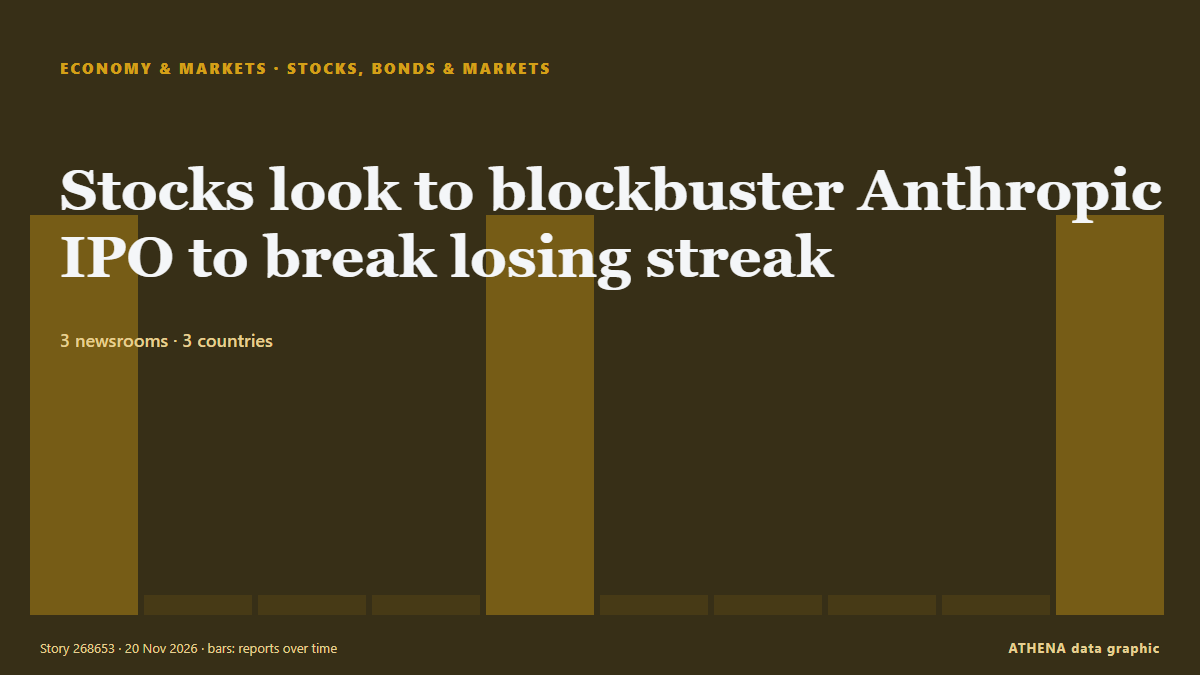 ECONOMY & MARKETS · STOCKS, BONDS & MARKETS
Stocks look to blockbuster Anthropic
IPO to break losing streak
3 newsrooms · 3 countries
Story 268653 · 20 Nov 2026 · bars: reports over time
ATHENA data graphic